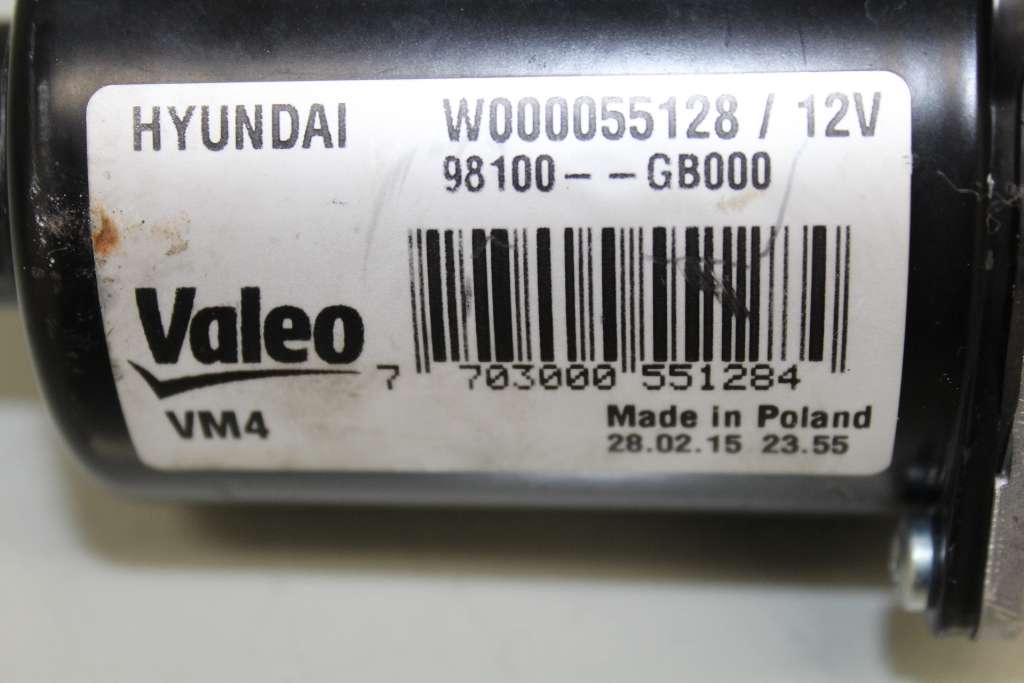 HYUNDAI W000055128 / 12V
98100--GB000
Valeo
7 703000 551284
VM4
Made in Poland
28.02.15 23.55